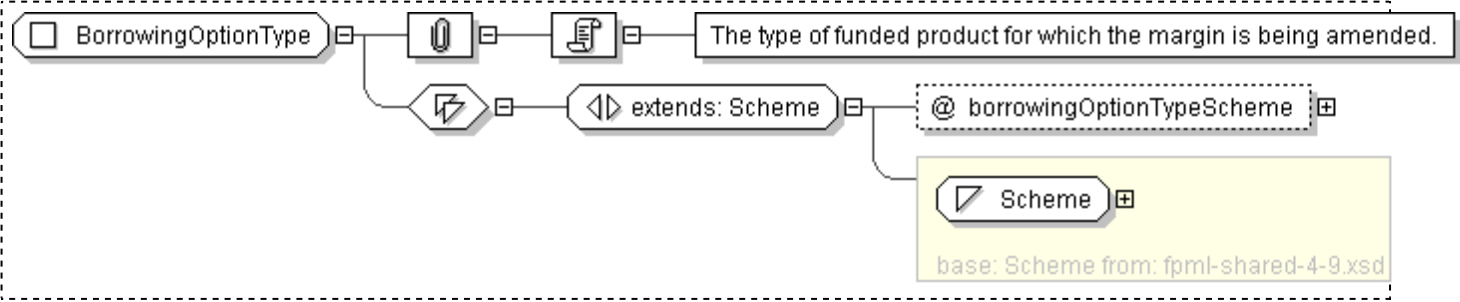 BorrowingOptionType
The type of funded product for which the margin is being amended.
extends: Scheme
@ borrowingOptionTypeScheme
Scheme
base: Scheme from: fpml-shared-4-9.xsd